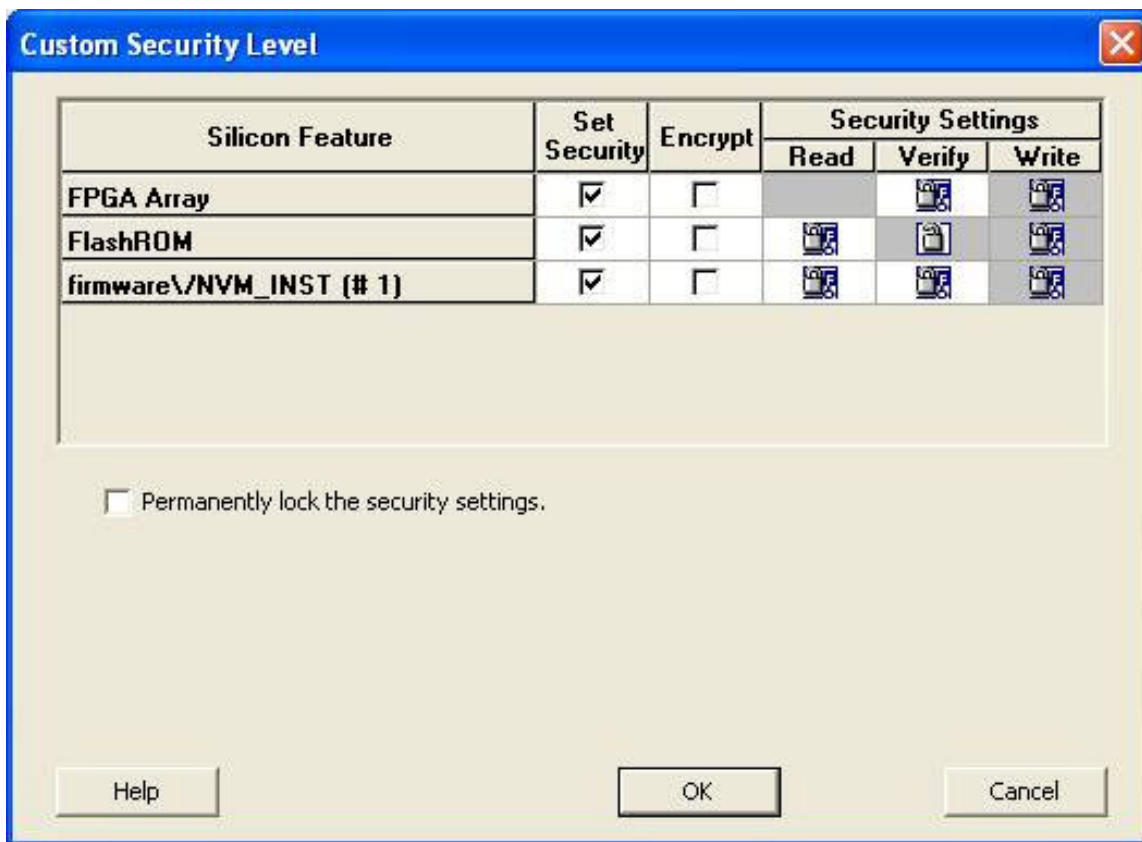 Custom Security Level
Silicon Feature
Set Security
Encrypt
Security Settings
Read Verify Write
FPGA Array
FlashROM
firmware\/NVM_INST (# 1)
Permanently lock the security settings.
Help OK Cancel